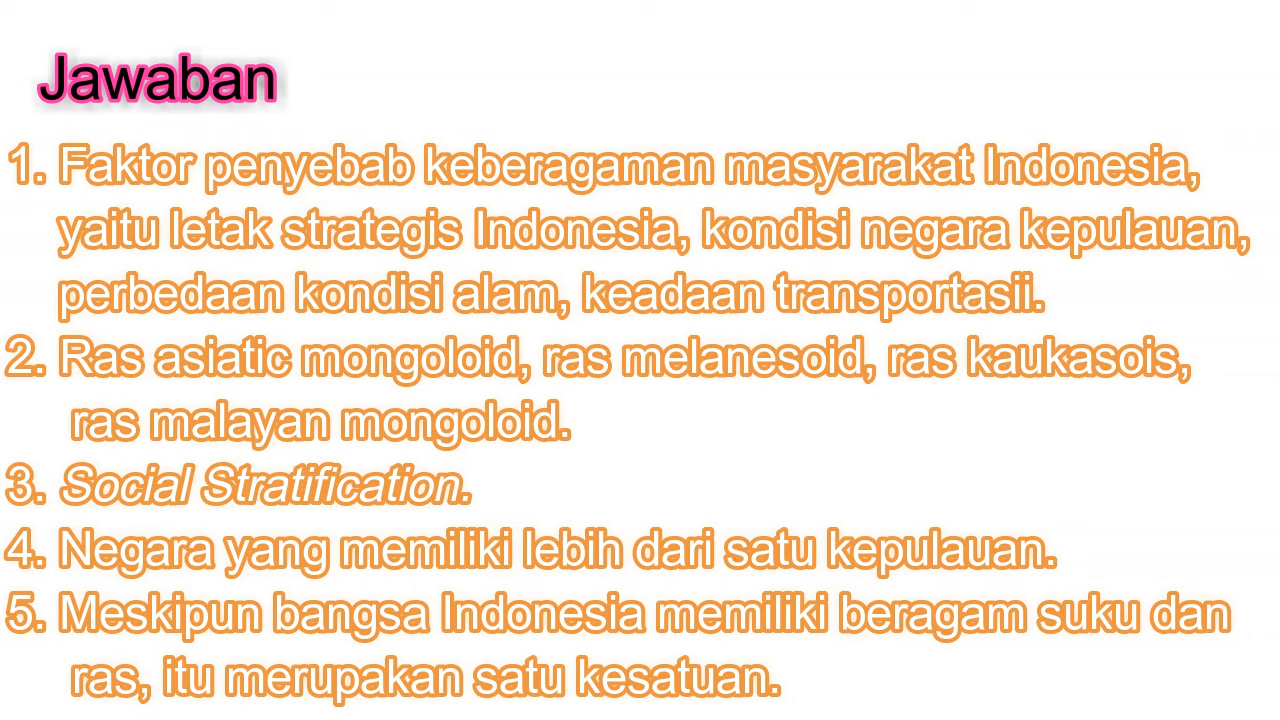 Jawaban
1. Faktor penyebab keberagaman masyarakat Indonesia,
yaitu letak strategis Indonesia, kondisi negara kepulauan,
perbedaan kondisi alam, keadaan transportasii.
2. Ras asiatic mongoloid, ras melanesoid, ras kaukasois,
ras malayan mongoloid.
3. Social Stratification.
4. Negara yang memiliki lebih dari satu kepulauan.
5. Meskipun bangsa Indonesia memiliki beragam suku dan
ras, itu merupakan satu kesatuan.